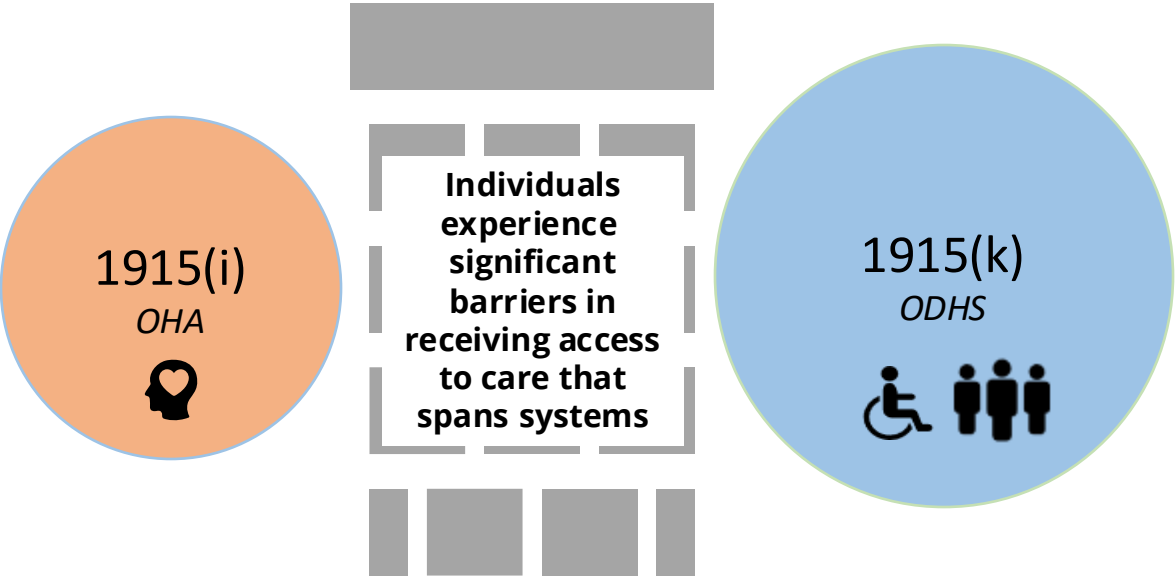 1915(i)
OHA
Individuals
experience
significant
barriers in
receiving access
to care that
spans systems
1915(k)
ODHS